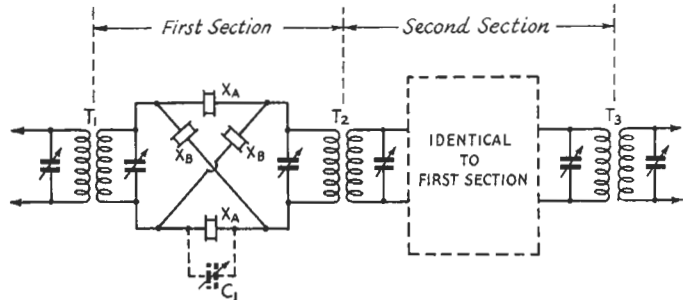 First Section
Second Section
T1
XA
T2
T3
XB
XB
IDENTICAL
TO
FIRST SECTION
XA
C1